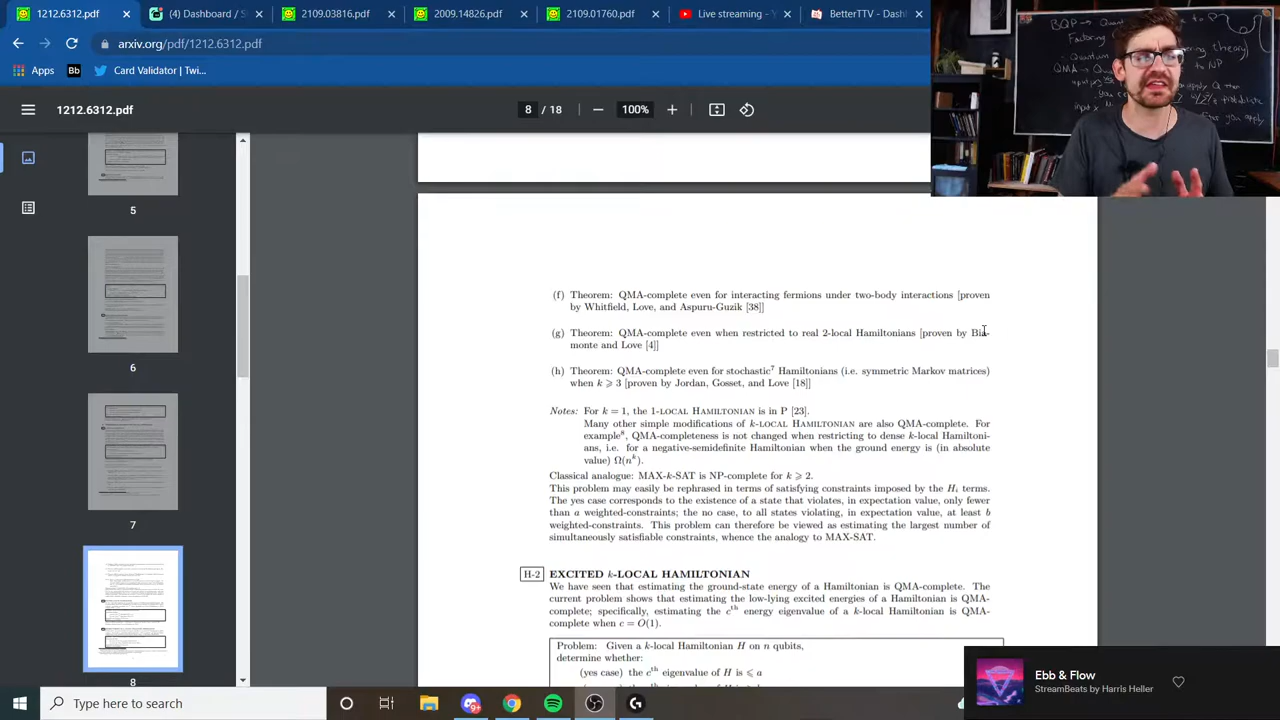 8
(4) Dashboard / S
2109.03816.pdf
2009.14826.pdf
2109.01760.pdf
Live streaming - Y
BetterTTV - Das
arxiv.org/pdf/1212.6312.pdf
Apps
Bb
Card Validator | Twi...
1212.6312.pdf
8 / 18
100%
BQP →
Factoring
QMA →
to P
to NP
5
6
7
8
(f) Theorem: QMA-complete even for interacting fermions under two-body interactions [proven
by Whitfield, Love, and Aspuru-Guzik [38]]
(g) Theorem: QMA-complete even when restricted to real 2-local Hamiltonians [proven by Bia-
monte and Love [4]]
(h) Theorem: QMA-complete even for stochastic⁷ Hamiltonians (i.e. symmetric Markov matrices)
when k ⩾ 3 [proven by Jordan, Gosset, and Love [18]]
Notes: For k = 1, the 1-LOCAL HAMILTONIAN is in P [23].
Many other simple modifications of k-LOCAL HAMILTONIAN are also QMA-complete. For
example⁸, QMA-completeness is not changed when restricting to dense k-local Hamiltoni-
ans, i.e. for a negative-semidefinite Hamiltonian when the ground energy is (in absolute
value) Ω(nᵏ).
Classical analogue: MAX-k-SAT is NP-complete for k ⩾ 2.
This problem may easily be rephrased in terms of satisfying constraints imposed by the Hᵢ terms.
The yes case corresponds to the existence of a state that violates, in expectation value, only fewer
than a weighted-constraints; the no case, to all states violating, in expectation value, at least b
weighted-constraints. This problem can therefore be viewed as estimating the largest number of
simultaneously satisfiable constraints, whence the analogy to MAX-SAT.
H-2 EXCITED k-LOCAL HAMILTONIAN
We have seen that estimating the ground-state energy of a Hamiltonian is QMA-complete. The
current problem shows that estimating the low-lying excited energies of a Hamiltonian is QMA-
complete; specifically, estimating the cᵗʰ energy eigenvalue of a k-local Hamiltonian is QMA-
complete when c = O(1).
Problem: Given a k-local Hamiltonian H on n qubits,
determine whether:
(yes case) the cᵗʰ eigenvalue of H is ⩽ a
Ebb & Flow
StreamBeats by Harris Heller
Type here to search